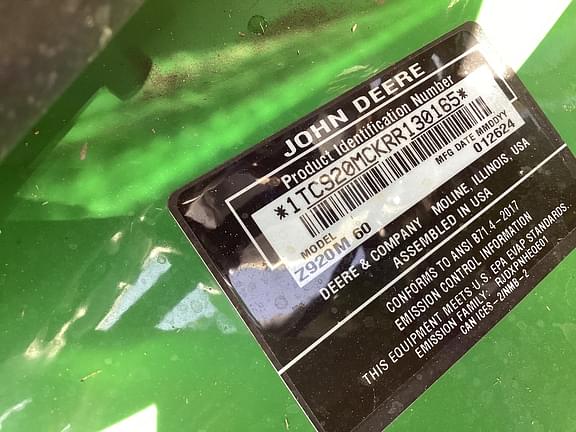 JOHN DEERE
Product Identification Number
*1TC920MCKRR130165*
MODEL
Z920M 60
MFG DATE MMDDYY
012624
DEERE & COMPANY MOLINE, ILLINOIS, USA
ASSEMBLED IN USA
CONFORMS TO ANSI B71.4-2017
EMISSION CONTROL INFORMATION
THIS EQUIPMENT MEETS U.S. EPA EVAP STANDARDS.
EMISSION FAMILY: RJDXPNHEQE01
CAN ICES-2/NMB-2